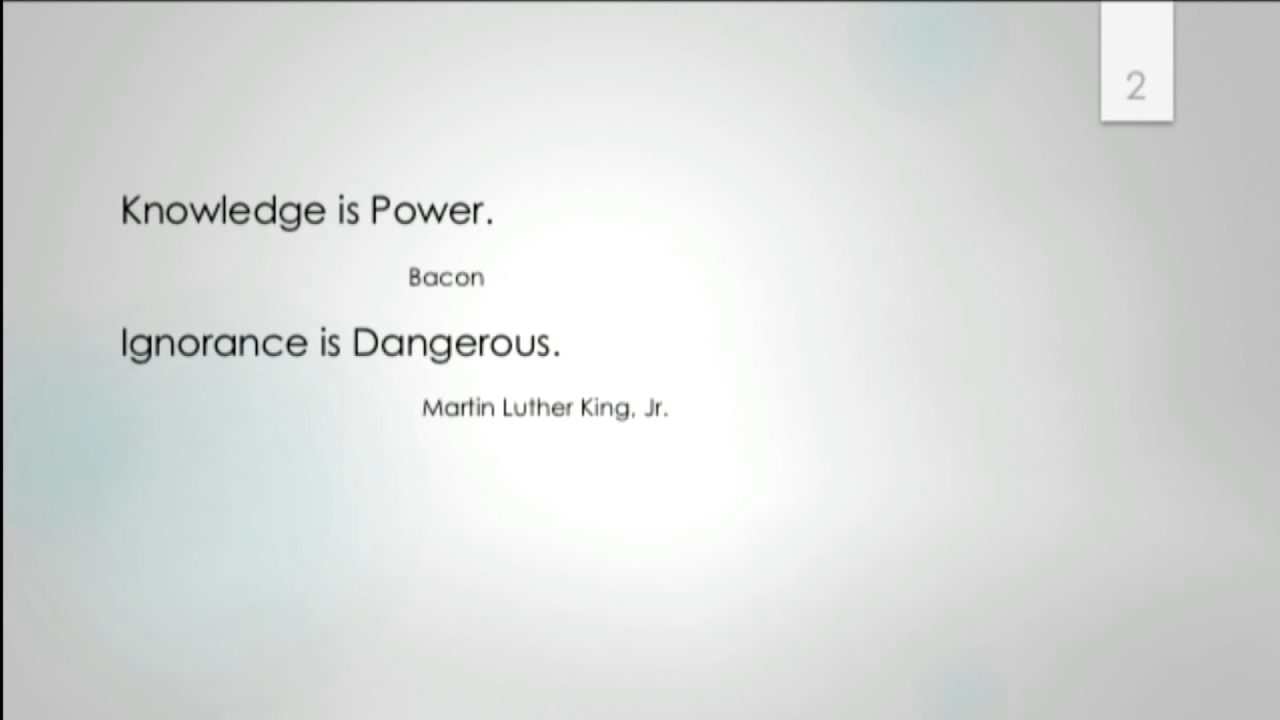 2
Knowledge is Power.
Bacon
Ignorance is Dangerous.
Martin Luther King, Jr.